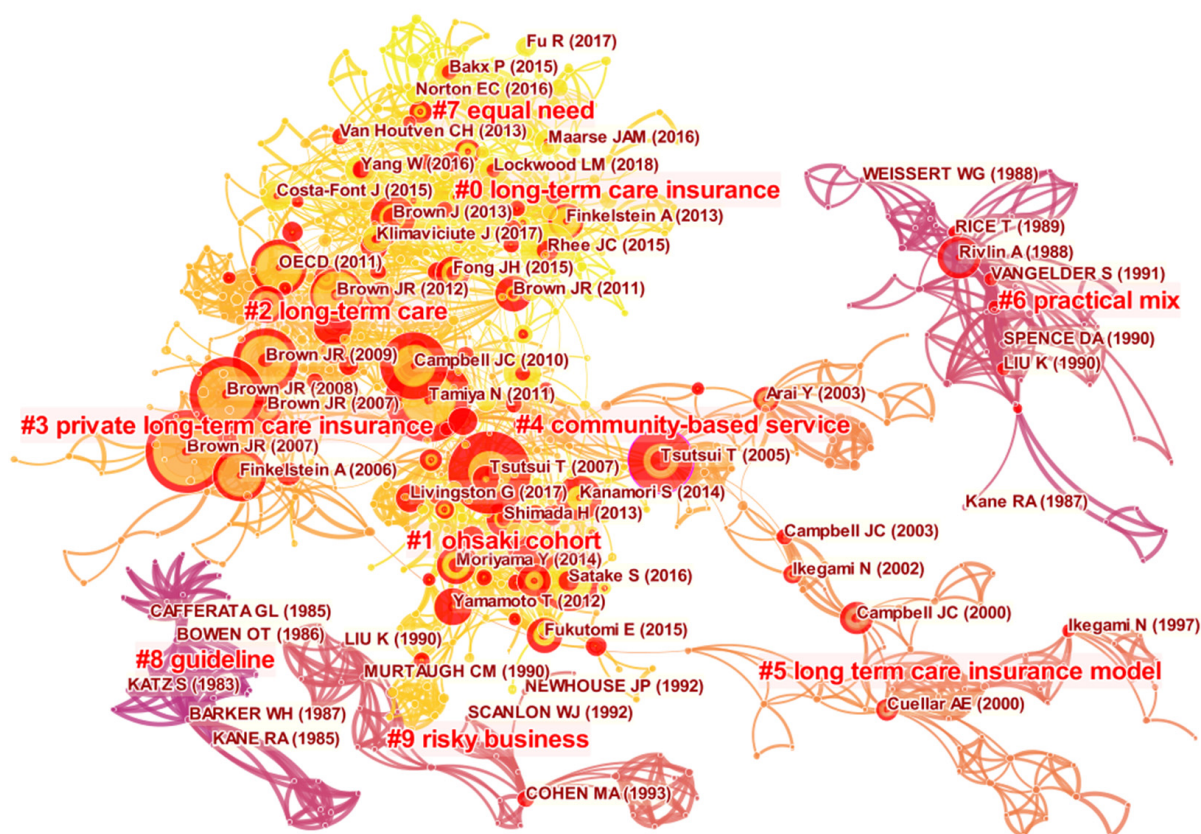 Fu R (2017)
Bakx P (2015)
Norton EC (2016)
#7 equal need
Van Houtven CH (2013)
Maarse JAM (2016)
Yang W (2016)
Lockwood LM (2018)
Costa-Font J (2015)
#0 long-term care insurance
Brown J (2013)
Finkelstein A (2013)
Klimaviciute J (2017)
Rhee JC (2015)
OECD (2011)
Fong JH (2015)
Brown JR (2012)
Brown JR (2011)
#2 long-term care
Brown JR (2009)
Campbell JC (2010)
Brown JR (2008)
Brown JR (2007)
Tamiya N (2011)
#3 private long-term care insurance
#4 community-based service
Arai Y (2003)
Brown JR (2007)
Finkelstein A (2006)
Tsutsui T (2007)
Tsutsui T (2005)
Livingston G (2017)
Kanamori S (2014)
Shimada H (2013)
#1 ohsaki cohort
Moriyama Y (2014)
Satake S (2016)
Yamamoto T (2012)
Fukutomi E (2015)
WEISSERT WG (1988)
RICE T (1989)
Rivlin A (1988)
VANGELDER S (1991)
#6 practical mix
SPENCE DA (1990)
LIU K (1990)
Kane RA (1987)
Campbell JC (2003)
Ikegami N (2002)
Campbell JC (2000)
Ikegami N (1997)
#5 long term care insurance model
Cuellar AE (2000)
CAFFERATA GL (1985)
BOWEN OT (1986)
#8 guideline
KATZ S (1983)
BARKER WH (1987)
KANE RA (1985)
LIU K (1990)
MURTAUGH CM (1990)
NEWHOUSE JP (1992)
SCANLON WJ (1992)
#9 risky business
COHEN MA (1993)